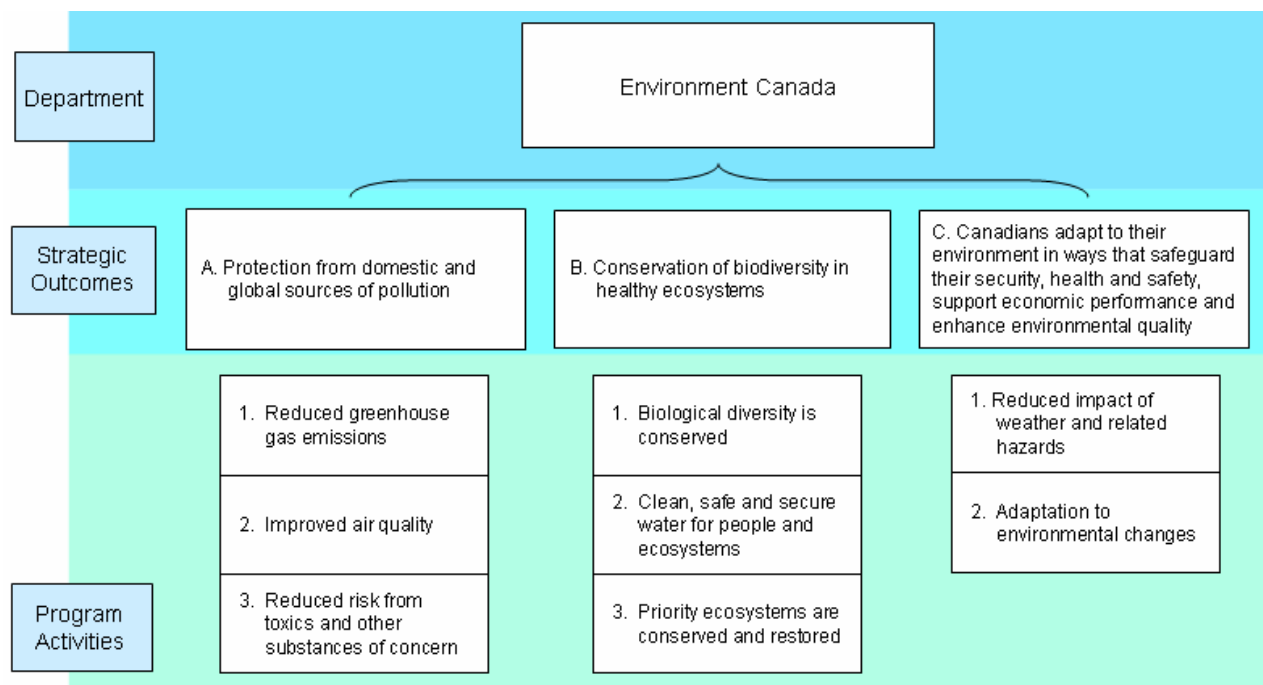 Department
Environment Canada
Strategic
Outcomes
A. Protection from domestic and
global sources of pollution
B. Conservation of biodiversity in
healthy ecosystems
C. Canadians adapt to their
environment in ways that safeguard
their security, health and safety,
support economic performance and
enhance environmental quality
Program
Activities
1. Reduced greenhouse
gas emissions
2. Improved air quality
3. Reduced risk from
toxics and other
substances of concern
1. Biological diversity is
conserved
2. Clean, safe and secure
water for people and
ecosystems
3. Priority ecosystems are
conserved and restored
1. Reduced impact of
weather and related
hazards
2. Adaptation to
environmental changes